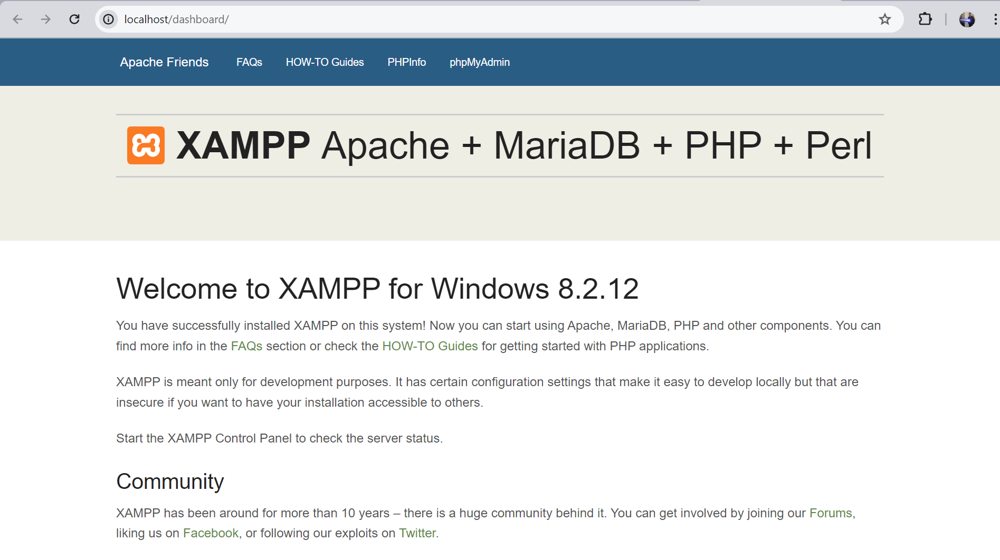 localhost/dashboard/
Apache Friends FAQs HOW-TO Guides PHPInfo phpMyAdmin
XAMPP Apache + MariaDB + PHP + Perl
Welcome to XAMPP for Windows 8.2.12
You have successfully installed XAMPP on this system! Now you can start using Apache, MariaDB, PHP and other components. You can
find more info in the FAQs section or check the HOW-TO Guides for getting started with PHP applications.
XAMPP is meant only for development purposes. It has certain configuration settings that make it easy to develop locally but that are
insecure if you want to have your installation accessible to others.
Start the XAMPP Control Panel to check the server status.
Community
XAMPP has been around for more than 10 years – there is a huge community behind it. You can get involved by joining our Forums,
liking us on Facebook, or following our exploits on Twitter.